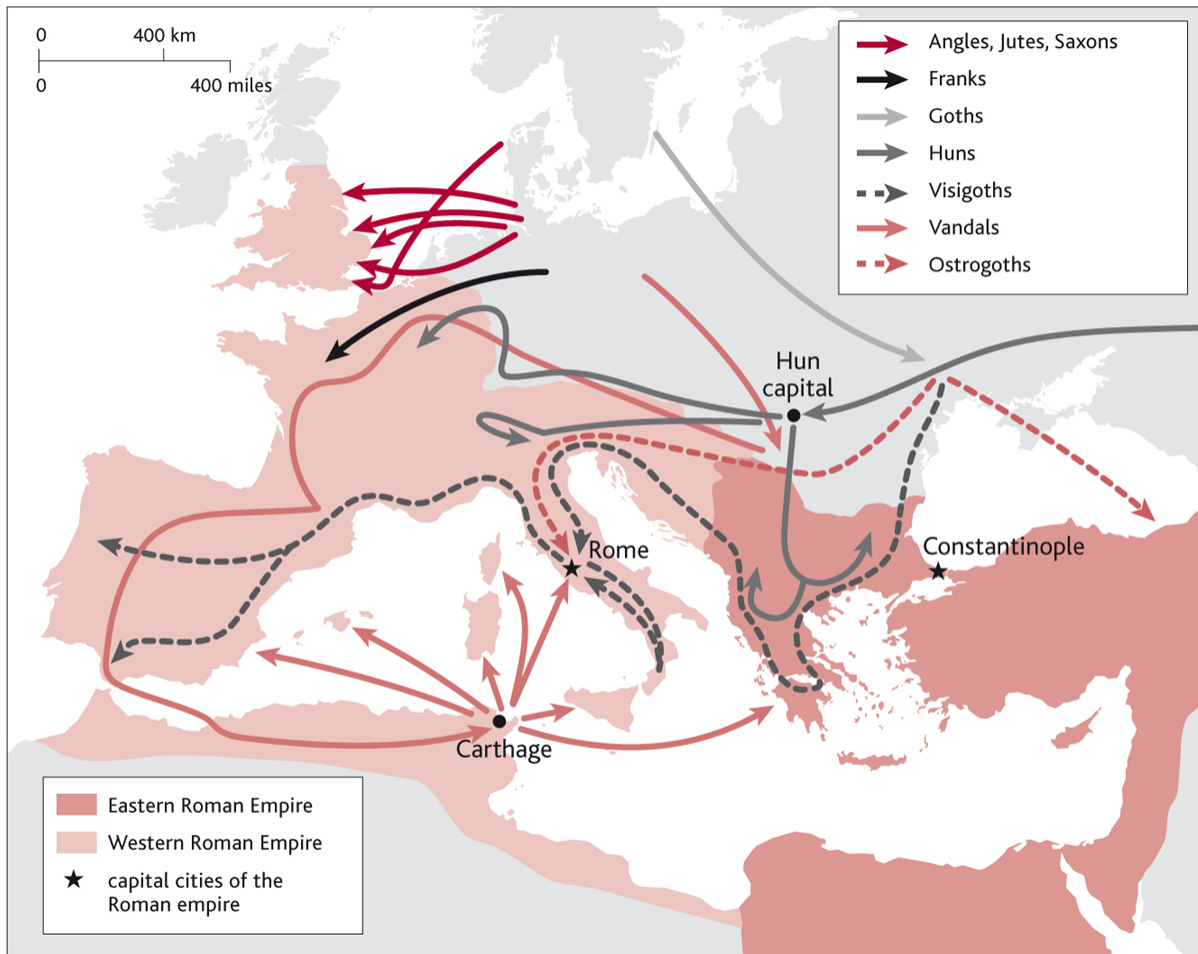 0 400 km
0 400 miles
Angles, Jutes, Saxons
Franks
Goths
Huns
Visigoths
Vandals
Ostrogoths
Hun
capital
Rome
Constantinople
Carthage
Eastern Roman Empire
Western Roman Empire
capital cities of the
Roman empire